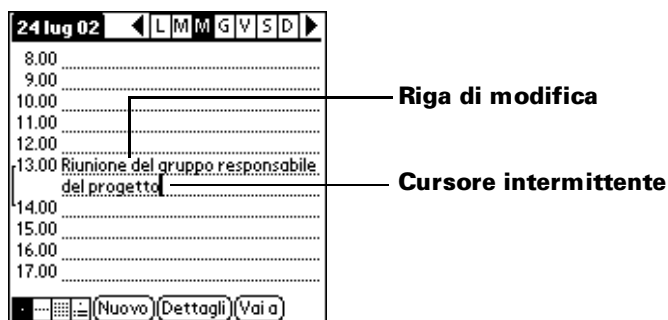 24 lug 02 L M M G V S D
8.00
9.00
10.00
11.00
12.00
13.00 Riunione del gruppo responsabile
del progetto
14.00
15.00
16.00
17.00
Nuovo Dettagli Vai a
Riga di modifica
Cursore intermittente